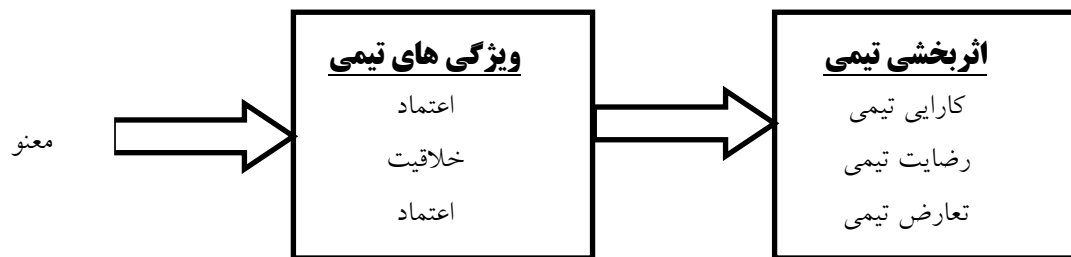 معنو
ویژگی های تیمی
اعتماد
خلاقیت
اعتماد
اثربخشی تیمی
کارایی تیمی
رضایت تیمی
تعارض تیمی